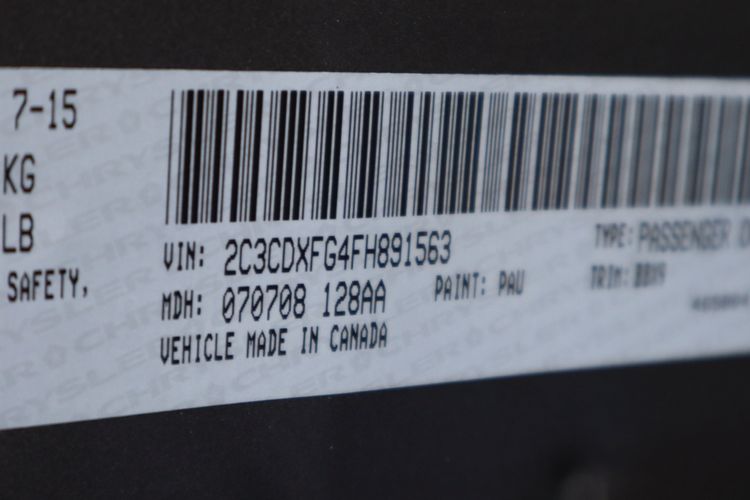 7-15
KG
LB
SAFETY,
VIN: 2C3CDXFG4FH891563
TYPE: PASSENGER
MDH: 070708 128AA
PAINT: PAU
TRIM:
VEHICLE MADE IN CANADA